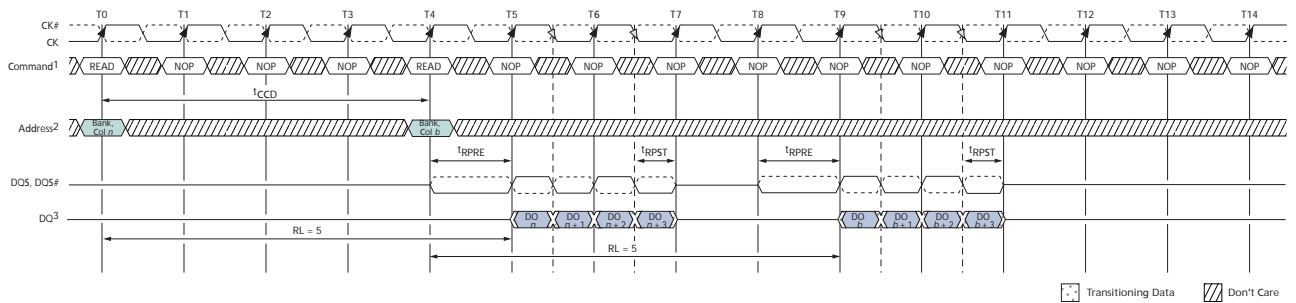 T0 T1 T2 T3 T4 T5 T6 T7 T8 T9 T10 T11 T12 T13 T14
CK#
CK
Command1 READ NOP NOP NOP READ NOP NOP NOP NOP NOP NOP NOP NOP NOP NOP
tCCD
Address2 Bank, Col n Bank, Col b
tRPRE tRPST tRPRE tRPST
DQS, DQS#
DQ3 DO n DO n + 1 DO n + 2 DO n + 3 DO b DO b + 1 DO b + 2 DO b + 3
RL = 5
RL = 5
Transitioning Data Don't Care